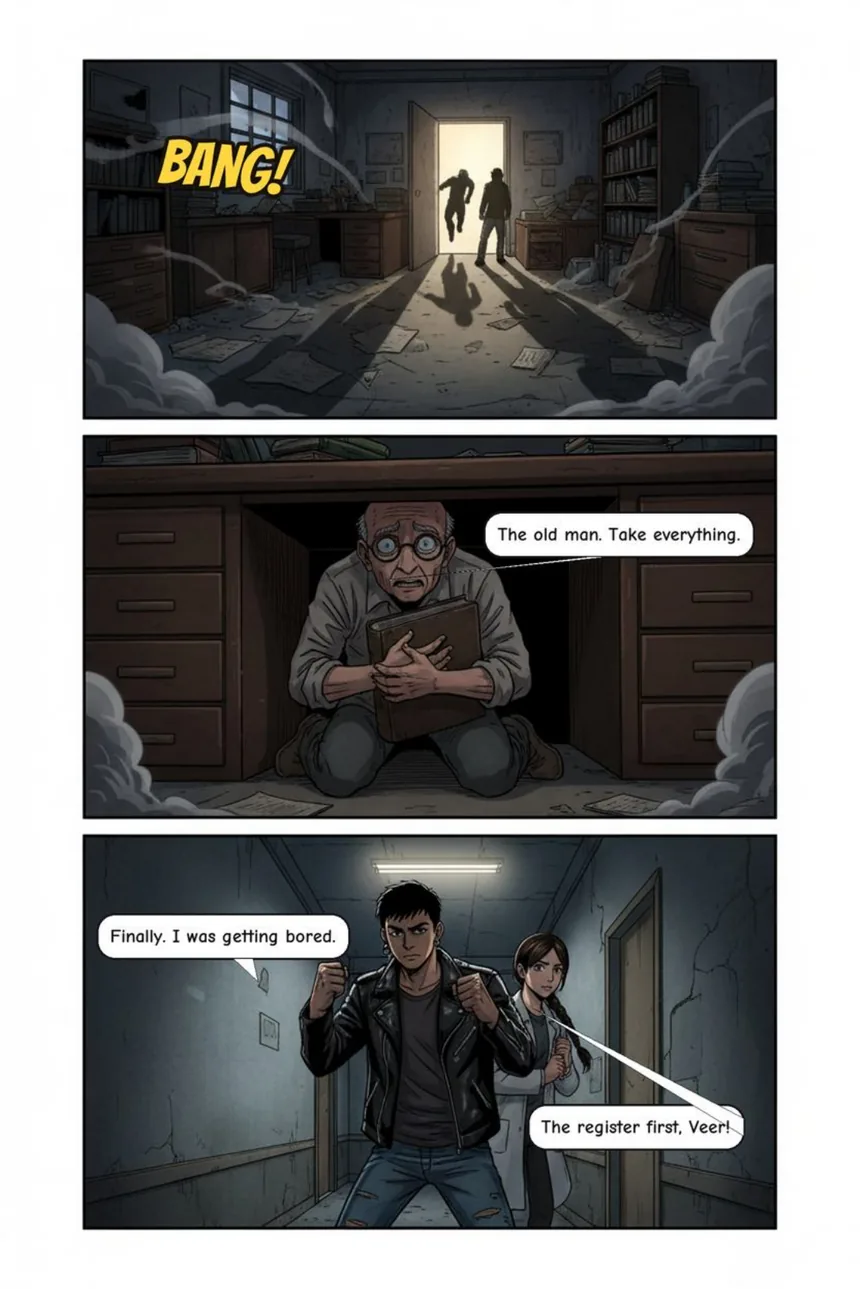 BANG!
The old man. Take everything.
Finally. I was getting bored.
The register first, Veer!